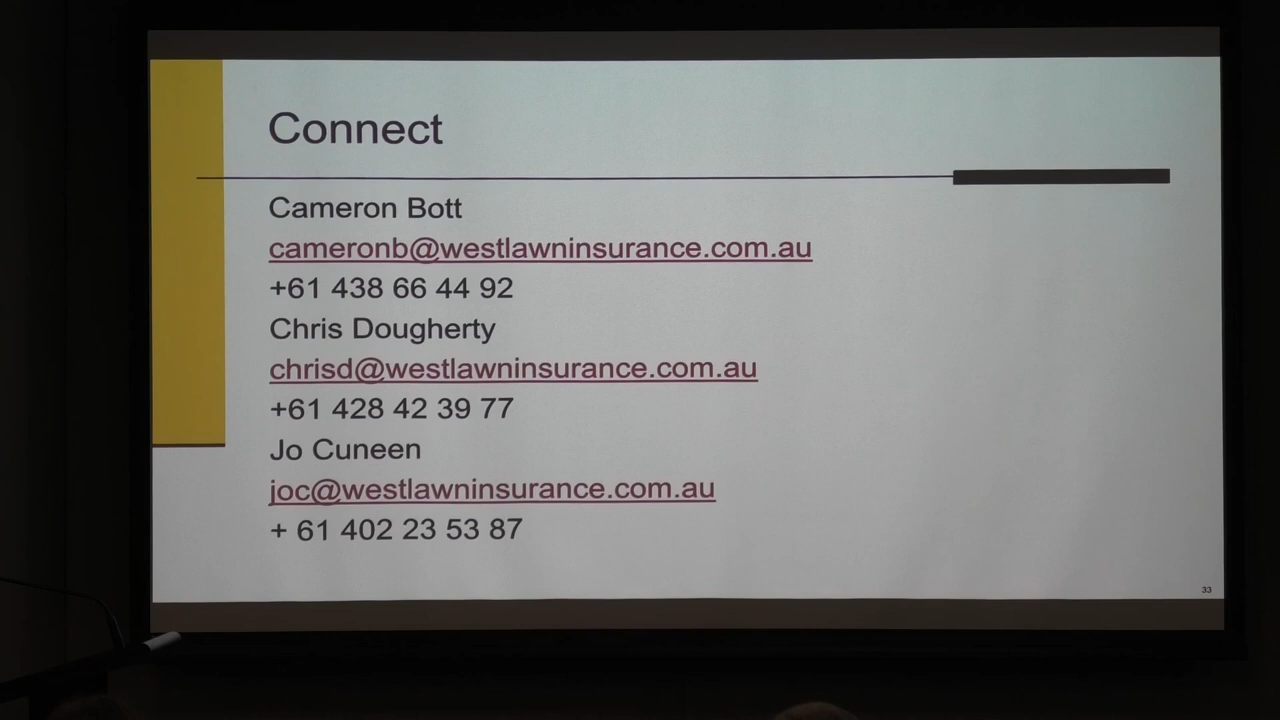 Connect
Cameron Bott
cameronb@westlawninsurance.com.au
+61 438 66 44 92
Chris Dougherty
chrisd@westlawninsurance.com.au
+61 428 42 39 77
Jo Cuneen
joc@westlawninsurance.com.au
+ 61 402 23 53 87
33